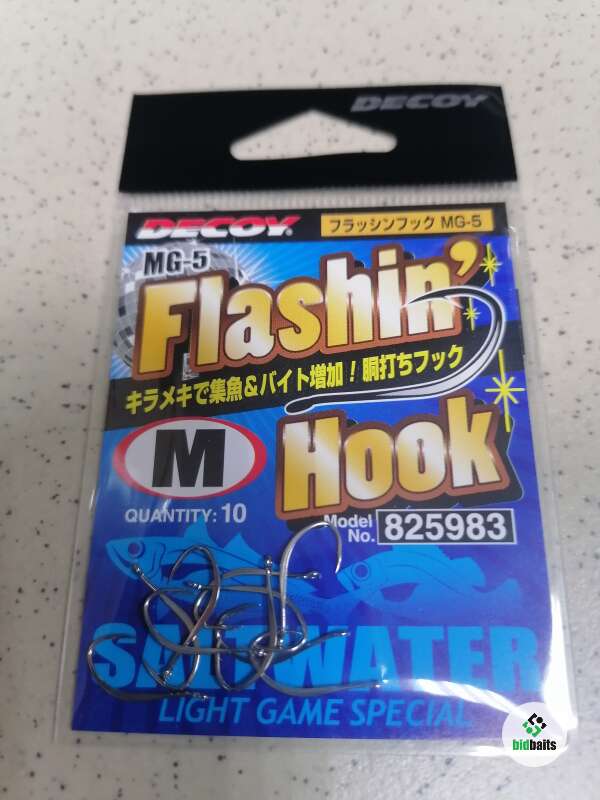 DECOY
DECOY®
フラッシンフック MG-5
MG-5
Flashin'
キラメキで集魚&バイト増加！胴打ちフック
M
Hook
QUANTITY: 10
Model No. 825983
SALTWATER
LIGHT GAME SPECIAL
bidbaits